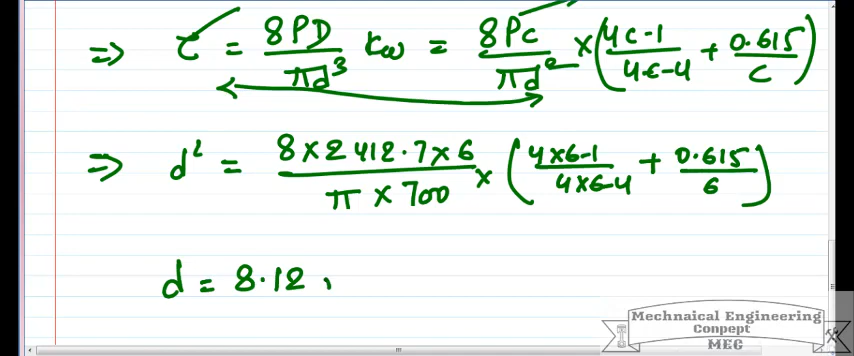 => τ = 8PD/πd³ kω = 8PC/πd² × (4C-1/4C-4 + 0.615/C)
=> d² = 8×2412.7×6/π×700 × (4×6-1/4×6-4 + 0.615/6)
d = 8.12
Mechnaical Engineering
Conpept
MEC